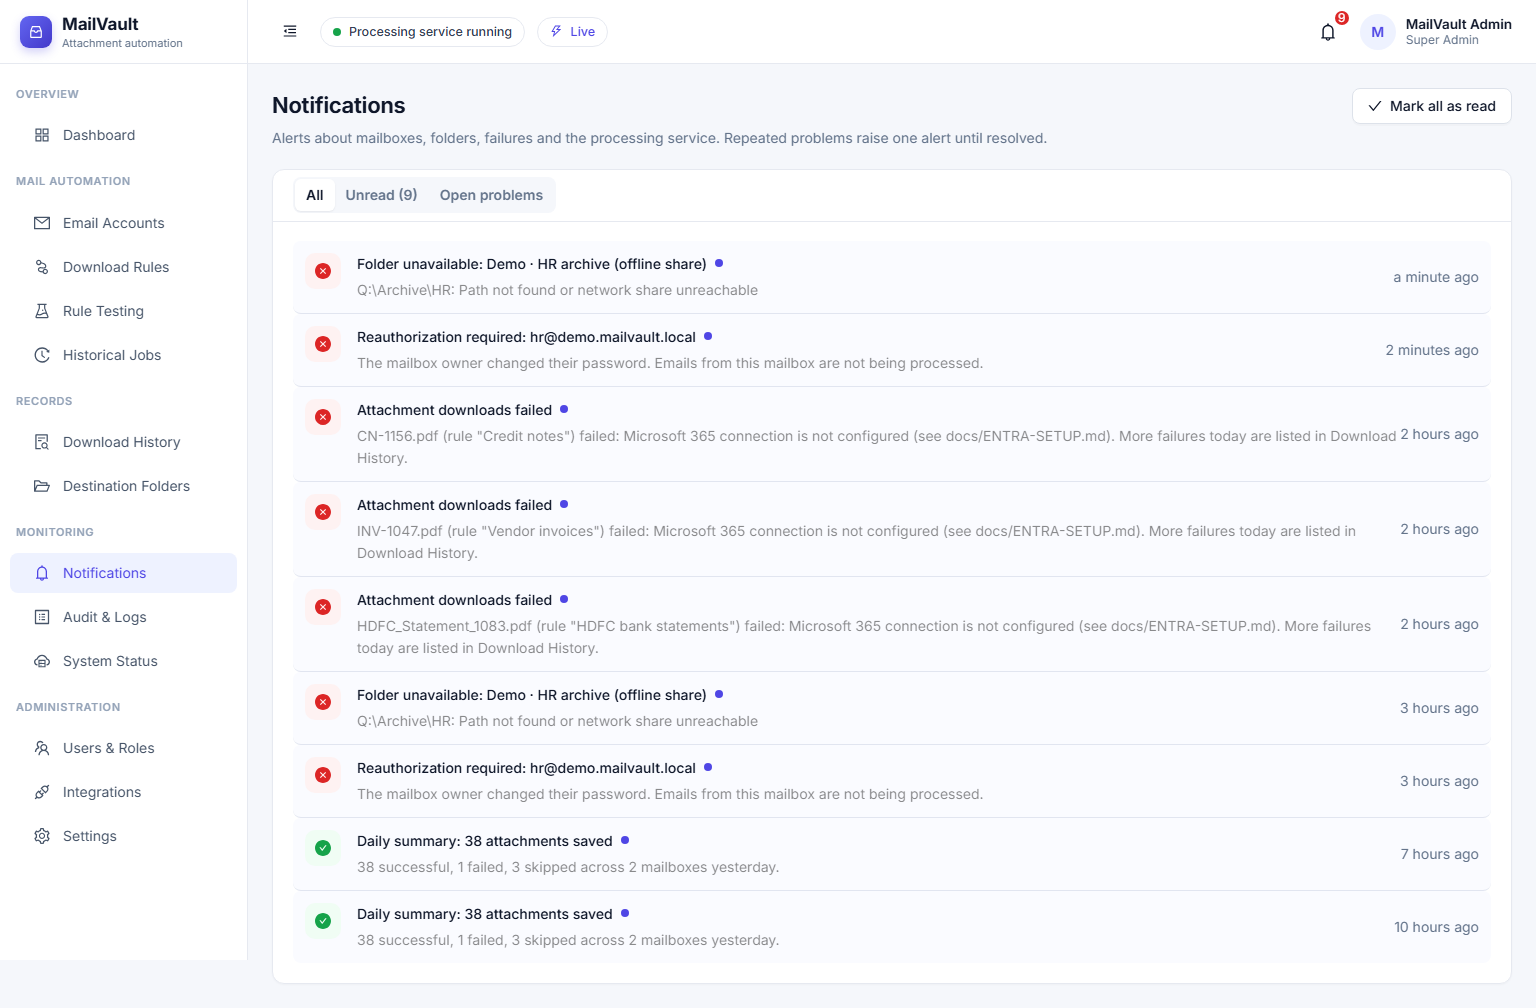 MailVault
Attachment automation
Processing service running
Live
9
M
MailVault Admin
Super Admin
OVERVIEW
Dashboard
MAIL AUTOMATION
Email Accounts
Download Rules
Rule Testing
Historical Jobs
RECORDS
Download History
Destination Folders
MONITORING
Notifications
Audit & Logs
System Status
ADMINISTRATION
Users & Roles
Integrations
Settings
Notifications
Mark all as read
Alerts about mailboxes, folders, failures and the processing service. Repeated problems raise one alert until resolved.
All
Unread (9)
Open problems
Folder unavailable: Demo · HR archive (offline share)
Q:\Archive\HR: Path not found or network share unreachable
a minute ago
Reauthorization required: hr@demo.mailvault.local
The mailbox owner changed their password. Emails from this mailbox are not being processed.
2 minutes ago
Attachment downloads failed
CN-1156.pdf (rule "Credit notes") failed: Microsoft 365 connection is not configured (see docs/ENTRA-SETUP.md). More failures today are listed in Download
History.
2 hours ago
Attachment downloads failed
INV-1047.pdf (rule "Vendor invoices") failed: Microsoft 365 connection is not configured (see docs/ENTRA-SETUP.md). More failures today are listed in
Download History.
2 hours ago
Attachment downloads failed
HDFC_Statement_1083.pdf (rule "HDFC bank statements") failed: Microsoft 365 connection is not configured (see docs/ENTRA-SETUP.md). More failures
today are listed in Download History.
2 hours ago
Folder unavailable: Demo · HR archive (offline share)
Q:\Archive\HR: Path not found or network share unreachable
3 hours ago
Reauthorization required: hr@demo.mailvault.local
The mailbox owner changed their password. Emails from this mailbox are not being processed.
3 hours ago
Daily summary: 38 attachments saved
38 successful, 1 failed, 3 skipped across 2 mailboxes yesterday.
7 hours ago
Daily summary: 38 attachments saved
38 successful, 1 failed, 3 skipped across 2 mailboxes yesterday.
10 hours ago